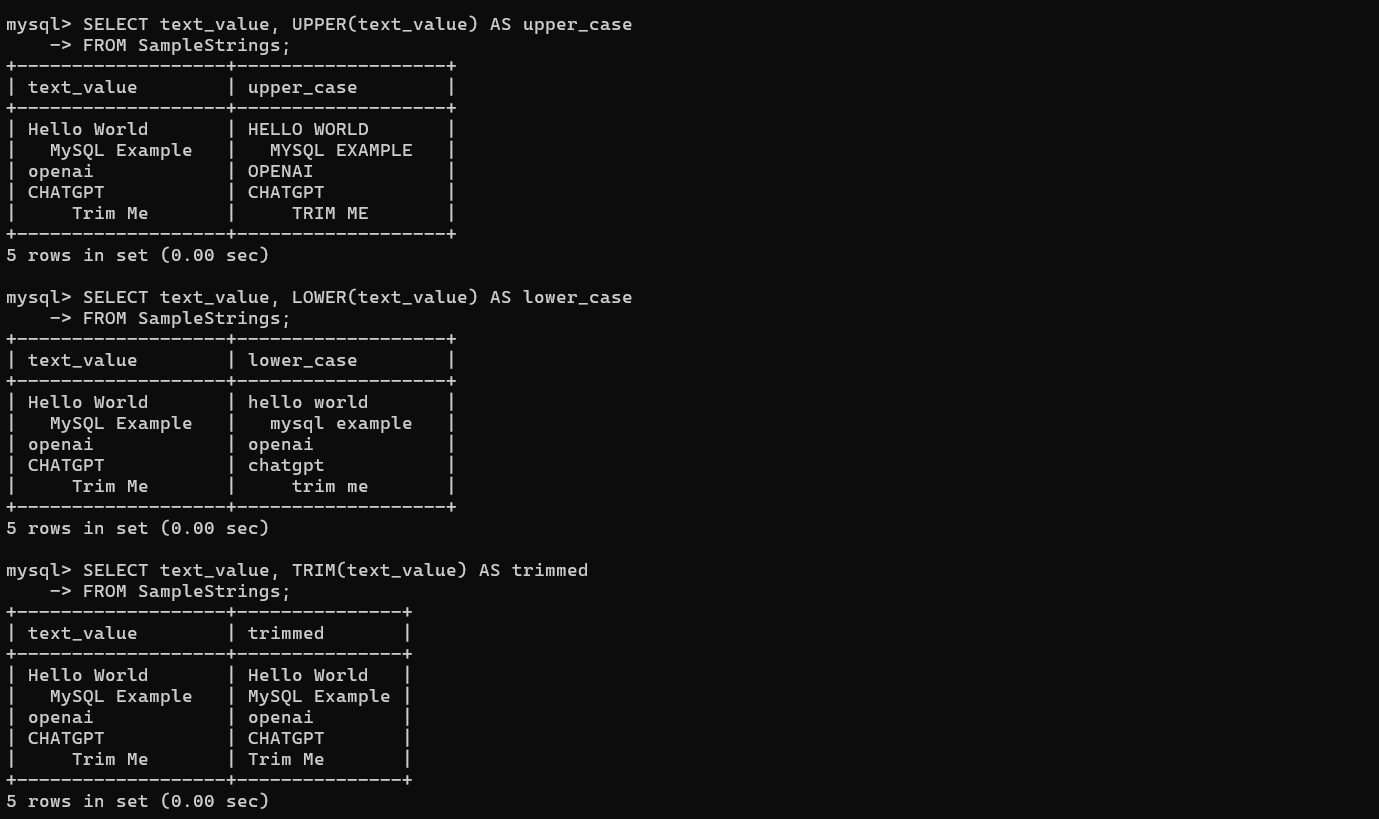 mysql> SELECT text_value, UPPER(text_value) AS upper_case
    -> FROM SampleStrings;
+-------------------+-------------------+
| text_value        | upper_case        |
+-------------------+-------------------+
| Hello World       | HELLO WORLD       |
|   MySQL Example   |   MYSQL EXAMPLE   |
| openai            | OPENAI            |
| CHATGPT           | CHATGPT           |
|     Trim Me       |     TRIM ME       |
+-------------------+-------------------+
5 rows in set (0.00 sec)

mysql> SELECT text_value, LOWER(text_value) AS lower_case
    -> FROM SampleStrings;
+-------------------+-------------------+
| text_value        | lower_case        |
+-------------------+-------------------+
| Hello World       | hello world       |
|   MySQL Example   |   mysql example   |
| openai            | openai            |
| CHATGPT           | chatgpt           |
|     Trim Me       |     trim me       |
+-------------------+-------------------+
5 rows in set (0.00 sec)

mysql> SELECT text_value, TRIM(text_value) AS trimmed
    -> FROM SampleStrings;
+-------------------+---------------+
| text_value        | trimmed       |
+-------------------+---------------+
| Hello World       | Hello World   |
|   MySQL Example   | MySQL Example |
| openai            | openai        |
| CHATGPT           | CHATGPT       |
|     Trim Me       | Trim Me       |
+-------------------+---------------+
5 rows in set (0.00 sec)